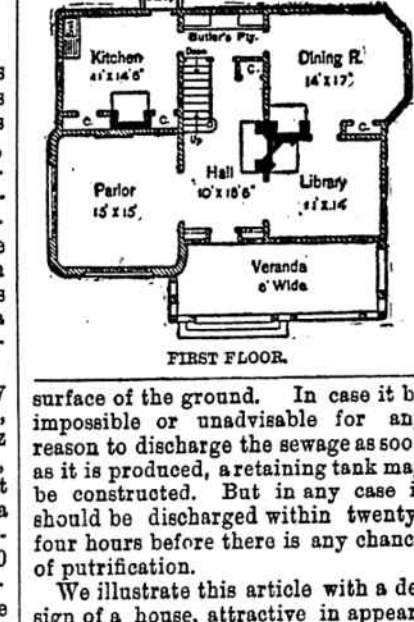 Butler's Pty.
Kitchen
Down
Dining R.
C.
14'X17'
C.
C.
C.
Up
Hall
10'X18'6"
Parlor
15'X15'
Library
11'X14'
Veranda
6' Wide
FIRST FLOOR.
surface of the ground. In case it b
impossible or unadvisable for an
reason to discharge the sewage as soo
as it is produced, a retaining tank ma
be constructed. But in any case i
should be discharged within twenty-
four hours before there is any chanc
of putrification.
We illustrate this article with a de
sign of a house, attractive in appear